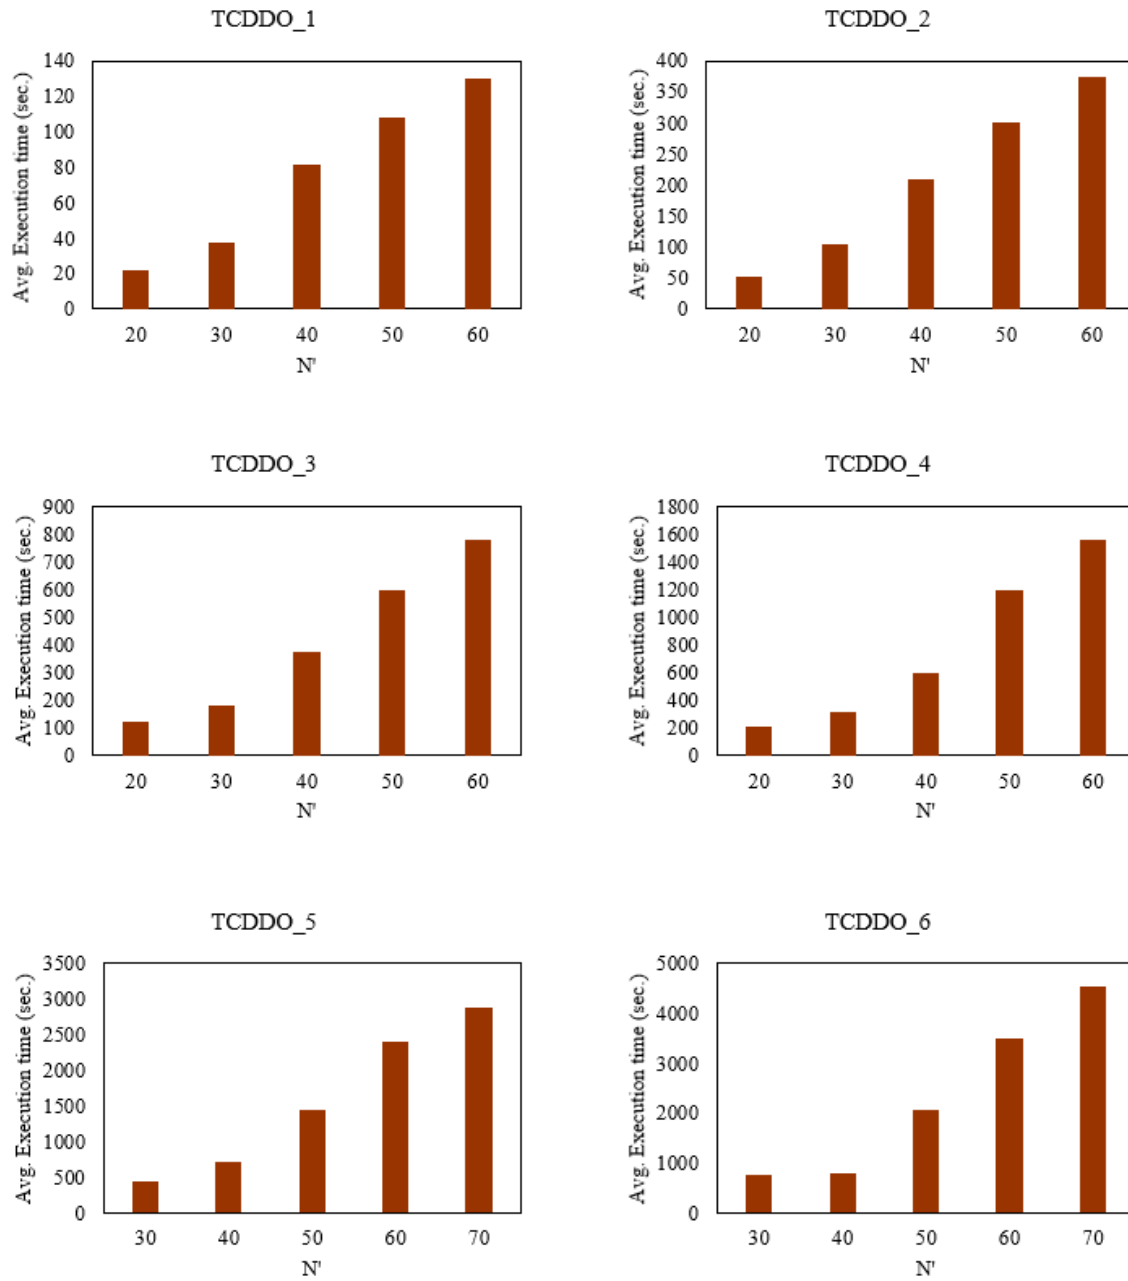 TCDDO_1
Avg. Execution time (sec.)
140
120
100
80
60
40
20
0
20 30 40 50 60
N'
TCDDO_2
Avg. Execution time (sec.)
400
350
300
250
200
150
100
50
0
20 30 40 50 60
N'
TCDDO_3
Avg. Execution time (sec.)
900
800
700
600
500
400
300
200
100
0
20 30 40 50 60
N'
TCDDO_4
Avg. Execution time (sec.)
1800
1600
1400
1200
1000
800
600
400
200
0
20 30 40 50 60
N'
TCDDO_5
Avg. Execution time (sec.)
3500
3000
2500
2000
1500
1000
500
0
30 40 50 60 70
N'
TCDDO_6
Avg. Execution time (sec.)
5000
4000
3000
2000
1000
0
30 40 50 60 70
N'